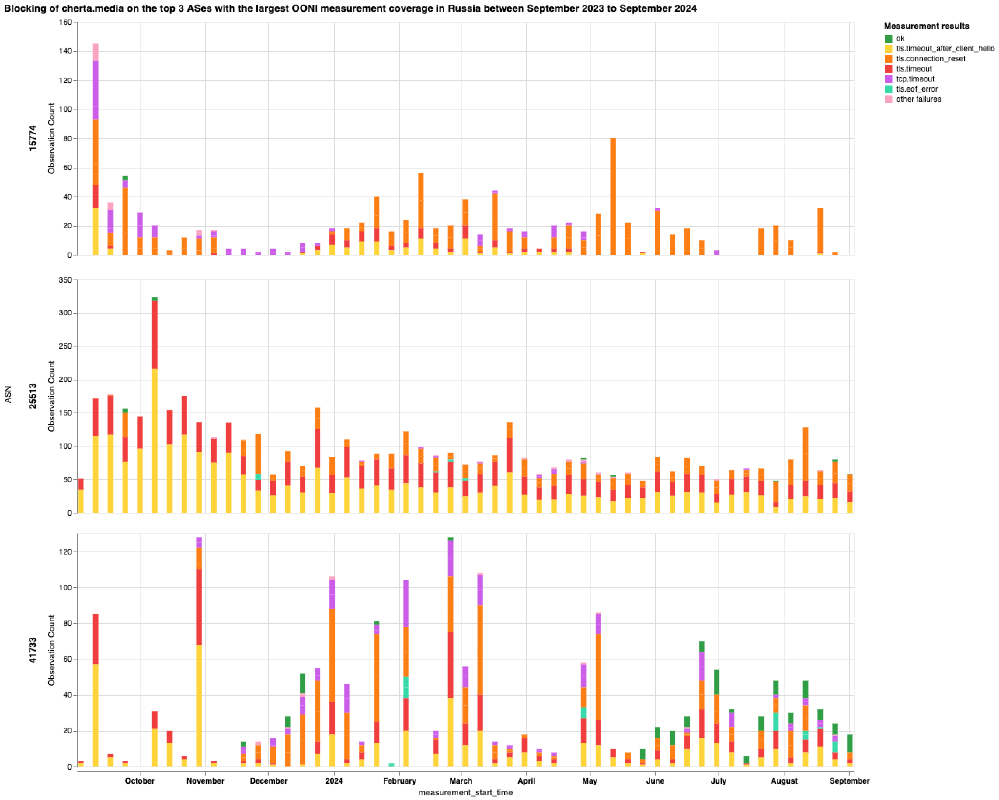 Blocking of cherta.media on the top 3 ASes with the largest OONI measurement coverage in Russia between September 2023 to September 2024
Measurement results
ok
tls.timeout_after_client_hello
tls.connection_reset
tls.timeout
tcp.timeout
tls.eof_error
other failures
ASN
15774
Observation Count
160
140
120
100
80
60
40
20
0
25513
Observation Count
350
300
250
200
150
100
50
0
41733
Observation Count
120
100
80
60
40
20
0
October November December 2024 February March April May June July August September
measurement_start_time